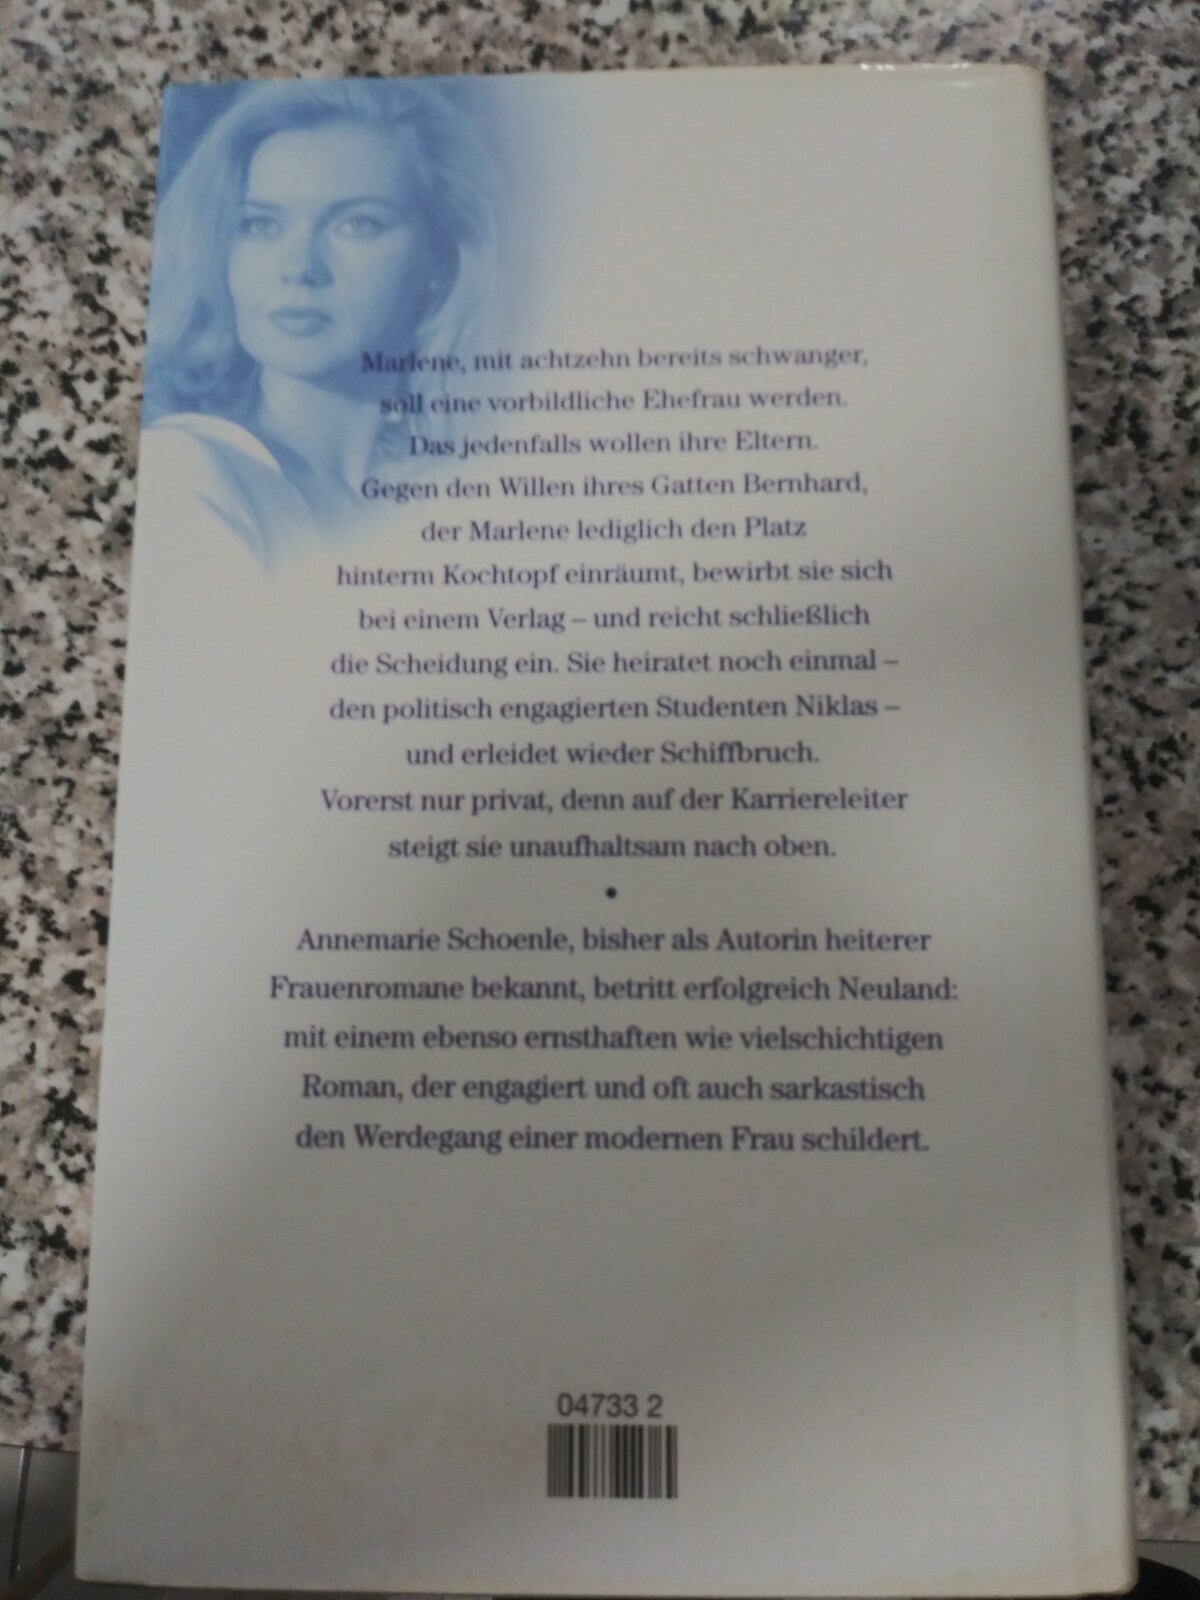 Marlene, mit achtzehn bereits schwanger,
soll eine vorbildliche Ehefrau werden.
Das jedenfalls wollen ihre Eltern.
Gegen den Willen ihres Gatten Bernhard,
der Marlene lediglich den Platz
hinterm Kochtopf einräumt, bewirbt sie sich
bei einem Verlag – und reicht schließlich
die Scheidung ein. Sie heiratet noch einmal –
den politisch engagierten Studenten Niklas –
und erleidet wieder Schiffbruch.
Vorerst nur privat, denn auf der Karriereleiter
steigt sie unaufhaltsam nach oben.
•
Annemarie Schoenle, bisher als Autorin heiterer
Frauenromane bekannt, betritt erfolgreich Neuland:
mit einem ebenso ernsthaften wie vielschichtigen
Roman, der engagiert und oft auch sarkastisch
den Werdegang einer modernen Frau schildert.
04733 2